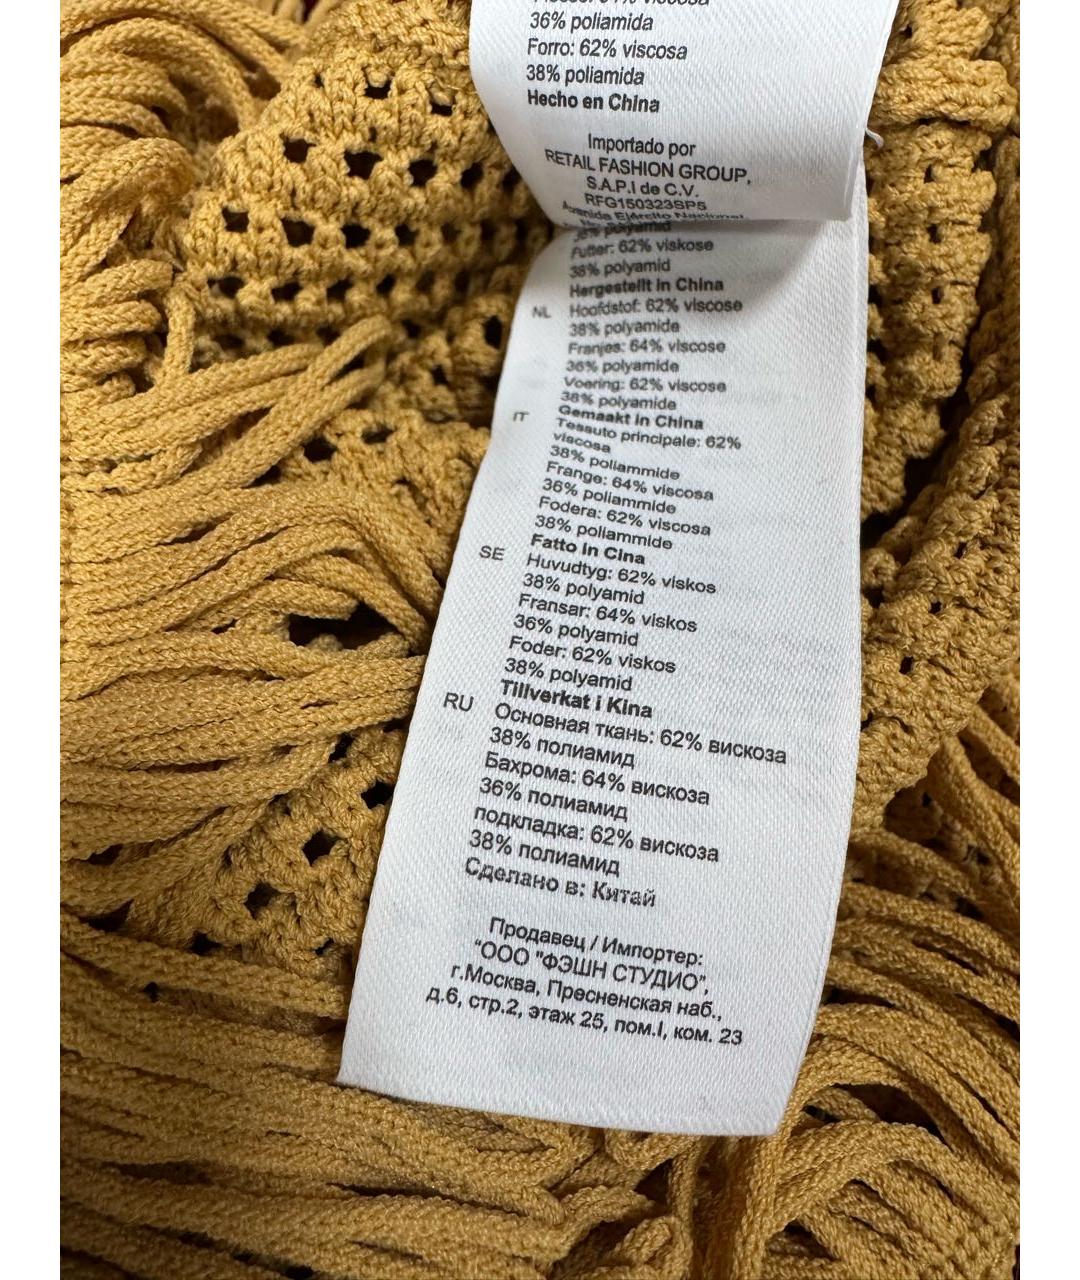 36% poliamida
Forro: 62% viscosa
38% poliamida
Hecho en China
Importado por
RETAIL FASHION GROUP,
S.A.P.I de C.V.
RFG150323SP5
Avenida Ejército Nacional,
36% polyamid
Futter: 62% viskose
38% polyamid
Hergestellt in China
NL Hoofdstof: 62% viscose
38% polyamide
Franjes: 64% viscose
36% polyamide
Voering: 62% viscose
38% polyamide
Gemaakt in China
IT Tessuto principale: 62%
viscosa
38% poliammide
Frange: 64% viscosa
36% poliammide
Fodera: 62% viscosa
38% poliammide
Fatto in Cina
SE Huvudtyg: 62% viskos
38% polyamid
Fransar: 64% viskos
36% polyamid
Foder: 62% viskos
38% polyamid
Tillverkat i Kina
RU Основная ткань: 62% вискоза
38% полиамид
Бахрома: 64% вискоза
36% полиамид
подкладка: 62% вискоза
38% полиамид
Сделано в: Китай
Продавец / Импортер:
"ООО "ФЭШН СТУДИО",
г.Москва, Пресненская наб.,
д.6, стр.2, этаж 25, пом.I, ком. 23